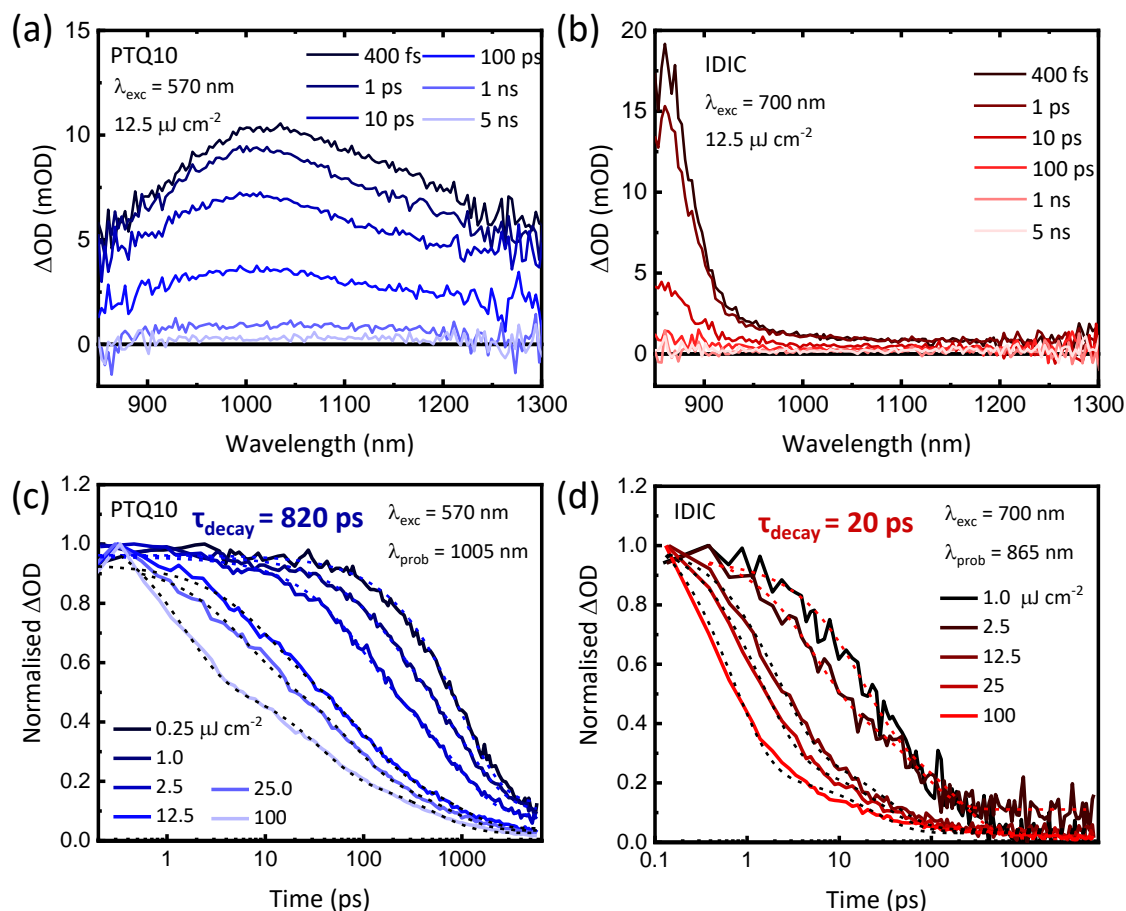 (a)
PTQ10
λexc = 570 nm
12.5 μJ cm-2
400 fs
1 ps
10 ps
100 ps
1 ns
5 ns
15
10
5
0
ΔOD (mOD)
900
1000
1100
1200
1300
Wavelength (nm)
(b)
IDIC
λexc = 700 nm
12.5 μJ cm-2
400 fs
1 ps
10 ps
100 ps
1 ns
5 ns
20
15
10
5
0
ΔOD (mOD)
900
1000
1100
1200
1300
Wavelength (nm)
(c)
PTQ10
τdecay = 820 ps
λexc = 570 nm
λprob = 1005 nm
0.25 μJ cm-2
1.0
2.5
12.5
25.0
100
1.2
1.0
0.8
0.6
0.4
0.2
0.0
Normalised ΔOD
1
10
100
1000
Time (ps)
(d)
IDIC
τdecay = 20 ps
λexc = 700 nm
λprob = 865 nm
1.0 μJ cm-2
2.5
12.5
25
100
1.2
1.0
0.8
0.6
0.4
0.2
0.0
Normalised ΔOD
0.1
1
10
100
1000
Time (ps)